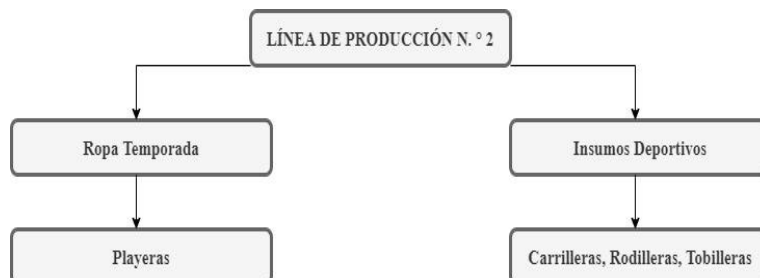 LÍNEA DE PRODUCCIÓN N. ° 2
Ropa Temporada
Insumos Deportivos
Playeras
Carrilleras, Rodilleras, Tobilleras